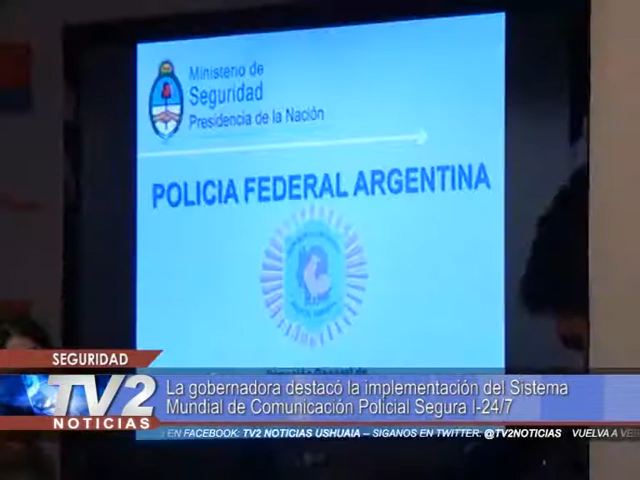 Ministerio de
Seguridad
Presidencia de la Nación
POLICIA FEDERAL ARGENTINA
SEGURIDAD
TV2
NOTICIAS
La gobernadora destacó la implementación del Sistema
Mundial de Comunicación Policial Segura I-24/7
EN FACEBOOK: TV2 NOTICIAS USHUAIA – SIGANOS EN TWITTER: @TV2NOTICIAS VUELVA A